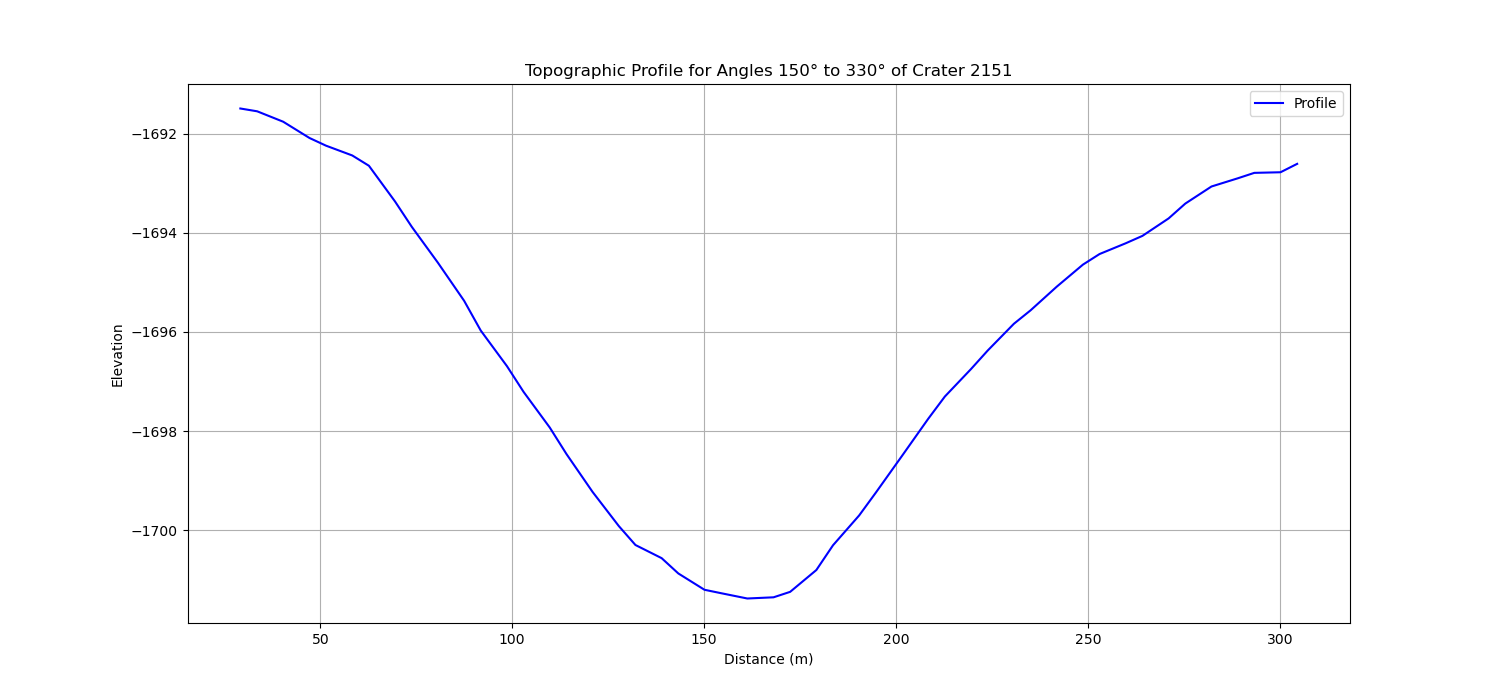 Topographic Profile for Angles 150° to 330° of Crater 2151
Profile
−1692
−1694
−1696
−1698
−1700
Elevation
50
100
150
200
250
300
Distance (m)